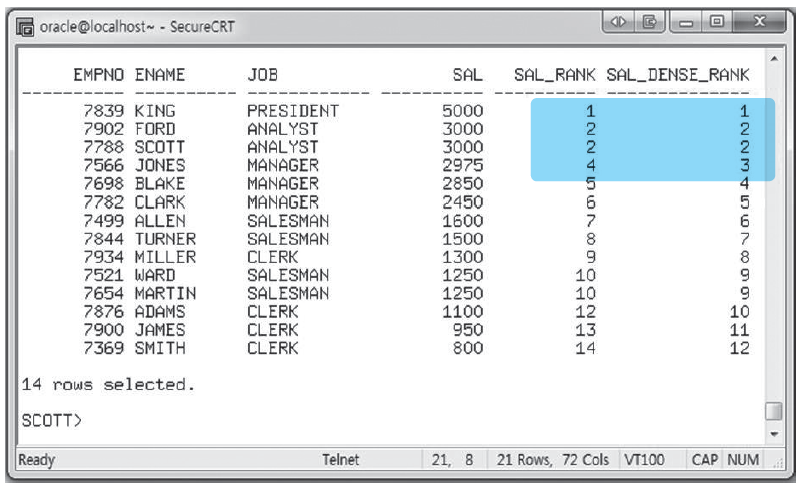 oracle@localhost~ - SecureCRT
EMPNO ENAME JOB SAL SAL_RANK SAL_DENSE_RANK
---------- ---------- ------------ ---------- ---------- --------------
7839 KING PRESIDENT 5000 1 1
7902 FORD ANALYST 3000 2 2
7788 SCOTT ANALYST 3000 2 2
7566 JONES MANAGER 2975 4 3
7698 BLAKE MANAGER 2850 5 4
7782 CLARK MANAGER 2450 6 5
7499 ALLEN SALESMAN 1600 7 6
7844 TURNER SALESMAN 1500 8 7
7934 MILLER CLERK 1300 9 8
7521 WARD SALESMAN 1250 10 9
7654 MARTIN SALESMAN 1250 10 9
7876 ADAMS CLERK 1100 12 10
7900 JAMES CLERK 950 13 11
7369 SMITH CLERK 800 14 12
14 rows selected.
SCOTT>
Ready Telnet 21, 8 21 Rows, 72 Cols VT100 CAP NUM